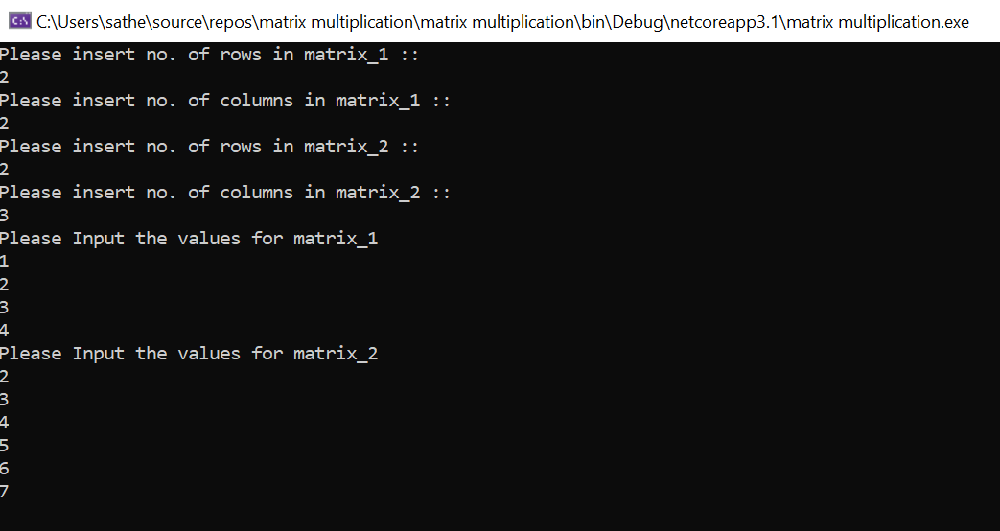 C:\Users\sathe\source\repos\matrix multiplication\matrix multiplication\bin\Debug\netcoreapp3.1\matrix multiplication.exe
Please insert no. of rows in matrix_1 ::
2
Please insert no. of columns in matrix_1 ::
2
Please insert no. of rows in matrix_2 ::
2
Please insert no. of columns in matrix_2 ::
3
Please Input the values for matrix_1
1
2
3
4
Please Input the values for matrix_2
2
3
4
5
6
7